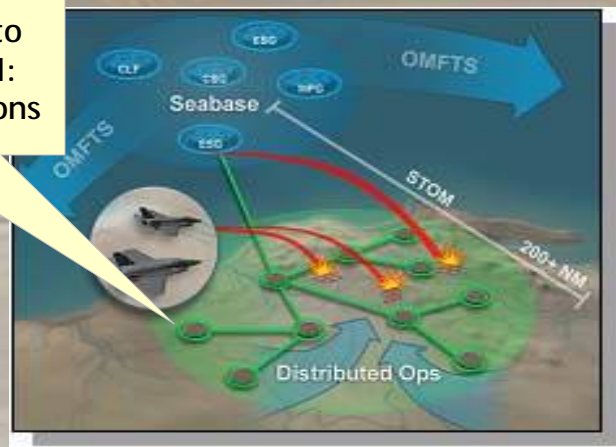 to
:
ons
ESG
CLF
CSG
MPG
OMFTS
Seabase
OMFTS
ESG
STOM
200+ NM
Distributed Ops